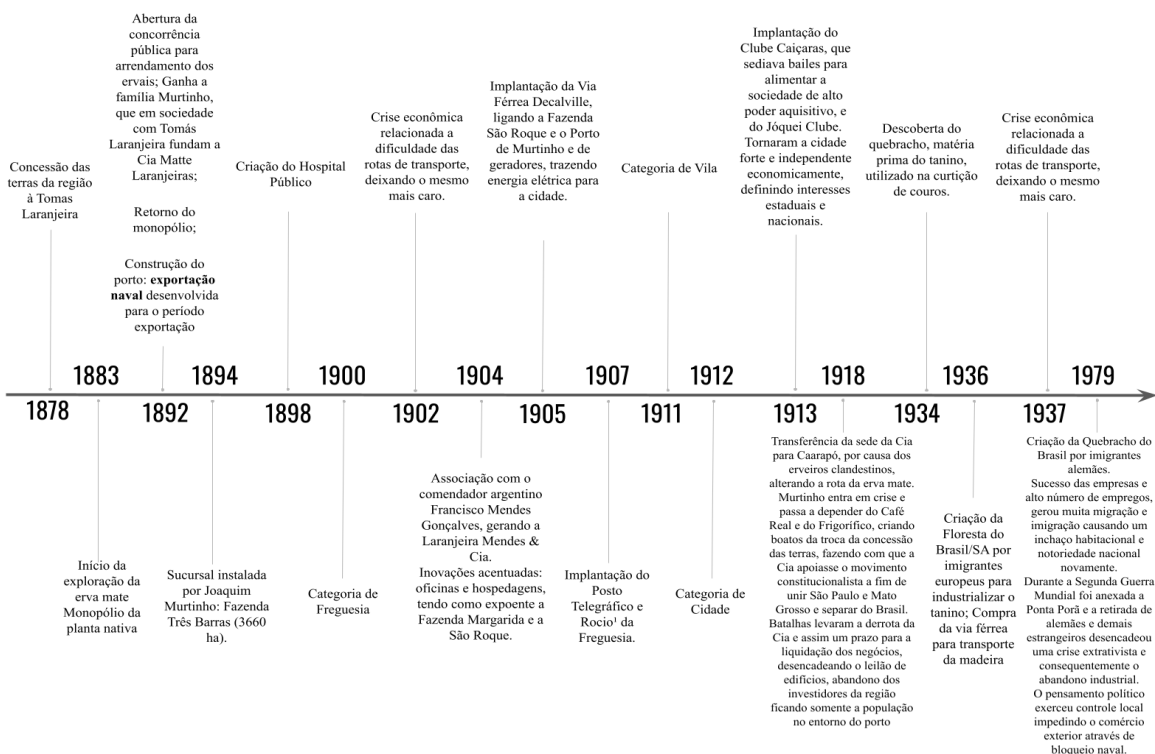 Concessão das
terras da região
à Tomas
Laranjeira
Abertura da
concorrência
pública para
arrendamento dos
ervais; Ganha a
família Murtinho,
que em sociedade
com Tomás
Laranjeira fundam a
Cia Matte
Laranjeiras;
Retorno do
monopólio;
Construção do
porto: exportação
naval desenvolvida
para o período
exportação
Criação do Hospital
Público
Crise econômica
relacionada a
dificuldade das
rotas de transporte,
deixando o mesmo
mais caro.
Implantação da Via
Férrea Decalville,
ligando a Fazenda
São Roque e o Porto
de Murtinho e de
geradores, trazendo
energia elétrica para
a cidade.
Categoria de Vila
Implantação do
Clube Caiçaras, que
sediava bailes para
alimentar a
sociedade de alto
poder aquisitivo, e
do Jóquei Clube.
Tornaram a cidade
forte e independente
economicamente,
definindo interesses
estaduais e
nacionais.
Descoberta do
quebracho, matéria
prima do tanino,
utilizado na curtição
de couros.
Crise econômica
relacionada a
dificuldade das
rotas de transporte,
deixando o mesmo
mais caro.
1883 1894 1900 1904 1907 1912 1918 1936 1979
1878 1892 1898 1902 1905 1911 1913 1934 1937
Início da
exploração da
erva mate
Monopólio da
planta nativa
Sucursal instalada
por Joaquim
Murtinho: Fazenda
Três Barras (3660
ha).
Categoria de
Freguesia
Associação com o
comendador argentino
Francisco Mendes
Gonçalves, gerando a
Laranjeira Mendes &
Cia.
Inovações acentuadas:
oficinas e hospedagens,
tendo como expoente a
Fazenda Margarida e a
São Roque.
Implantação do
Posto
Telegráfico e
Rocio¹ da
Freguesia.
Categoria de
Cidade
Transferência da sede da Cia
para Caarapó, por causa dos
erveiros clandestinos,
alterando a rota da erva mate.
Murtinho entra em crise e
passa a depender do Café
Real e do Frigorífico, criando
boatos da troca da concessão
das terras, fazendo com que a
Cia apoiasse o movimento
constitucionalista a fim de
unir São Paulo e Mato
Grosso e separar do Brasil.
Batalhas levaram a derrota da
Cia e assim um prazo para a
liquidação dos negócios,
desencadeando o leilão de
edifícios, abandono dos
investidores da região
ficando somente a população
no entorno do porto
Criação da
Floresta do
Brasil/SA por
imigrantes
europeus para
industrializar o
tanino; Compra
da via férrea
para transporte
da madeira
Criação da Quebracho do
Brasil por imigrantes
alemães.
Sucesso das empresas e
alto número de empregos,
gerou muita migração e
imigração causando um
inchaço habitacional e
notoriedade nacional
novamente.
Durante a Segunda Guerra
Mundial foi anexada a
Ponta Porã e a retirada de
alemães e demais
estrangeiros desencadeou
uma crise extrativista e
consequentemente o
abandono industrial.
O pensamento político
exerceu controle local
impedindo o comércio
exterior através de
bloqueio naval.